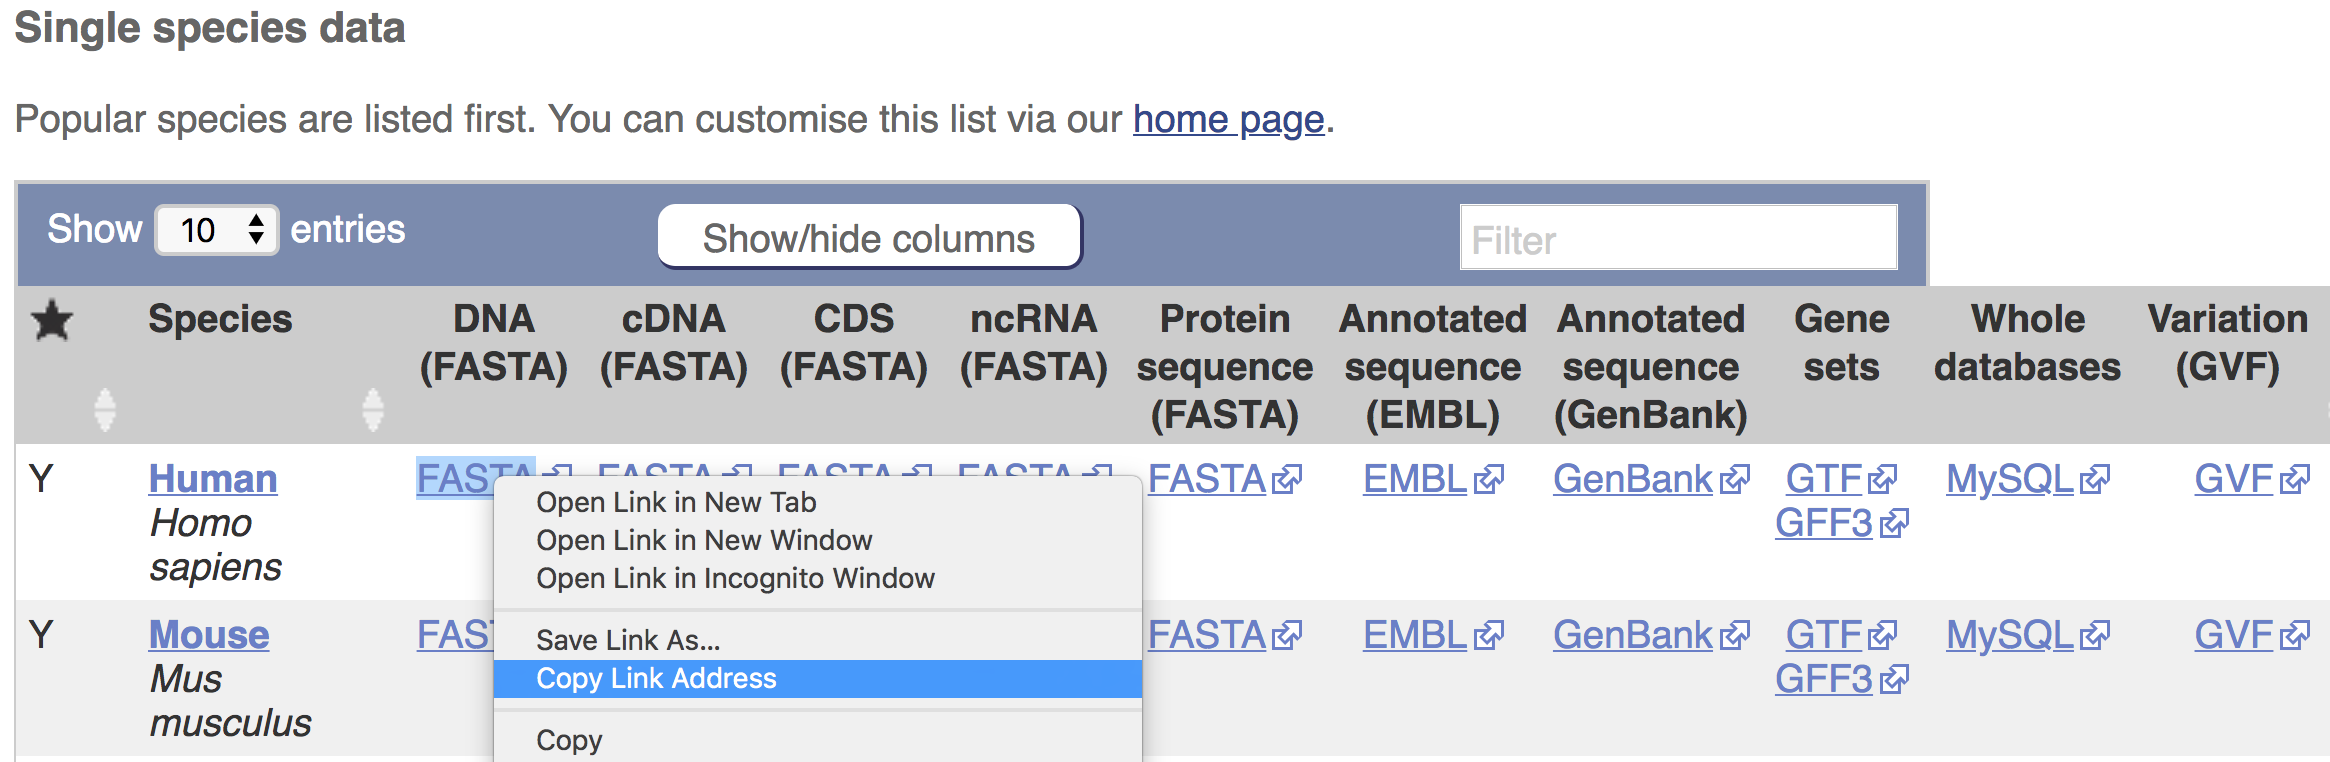 Single species data
Popular species are listed first. You can customise this list via our home page.
Show 10 entries Show/hide columns Filter
Species DNA cDNA CDS ncRNA Protein Annotated Annotated Gene Whole Variation
(FASTA) (FASTA) (FASTA) (FASTA) sequence sequence sequence sets databases (GVF)
(FASTA) (EMBL) (GenBank)
Y Human FASTA FASTA FASTA FASTA FASTA EMBL GenBank GTF MySQL GVF
Homo GFF3
sapiens
Open Link in New Tab
Open Link in New Window
Open Link in Incognito Window
Y Mouse FAST FASTA EMBL GenBank GTF MySQL GVF
Mus GFF3
musculus
Save Link As...
Copy Link Address
Copy